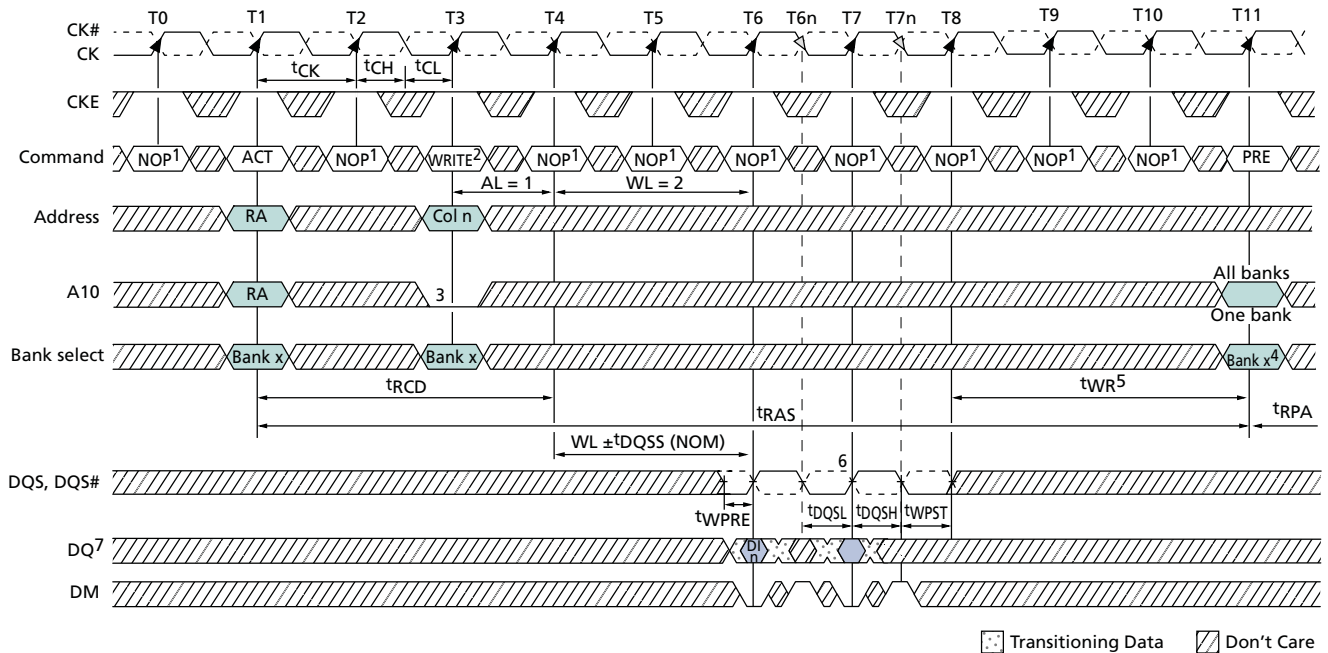 T0 T1 T2 T3 T4 T5 T6 T6n T7 T7n T8 T9 T10 T11
CK#
CK
tCK tCH tCL
CKE
Command NOP1 ACT NOP1 WRITE2 NOP1 NOP1 NOP1 NOP1 NOP1 NOP1 NOP1 PRE
AL = 1 WL = 2
Address RA Col n
All banks
A10 RA 3
One bank
Bank select Bank x Bank x Bank x4
tRCD tWR5
tRAS tRPA
WL ±tDQSS (NOM)
6
DQS, DQS#
tWPRE tDQSL tDQSH tWPST
DQ7 DI n
DM
Transitioning Data Don't Care